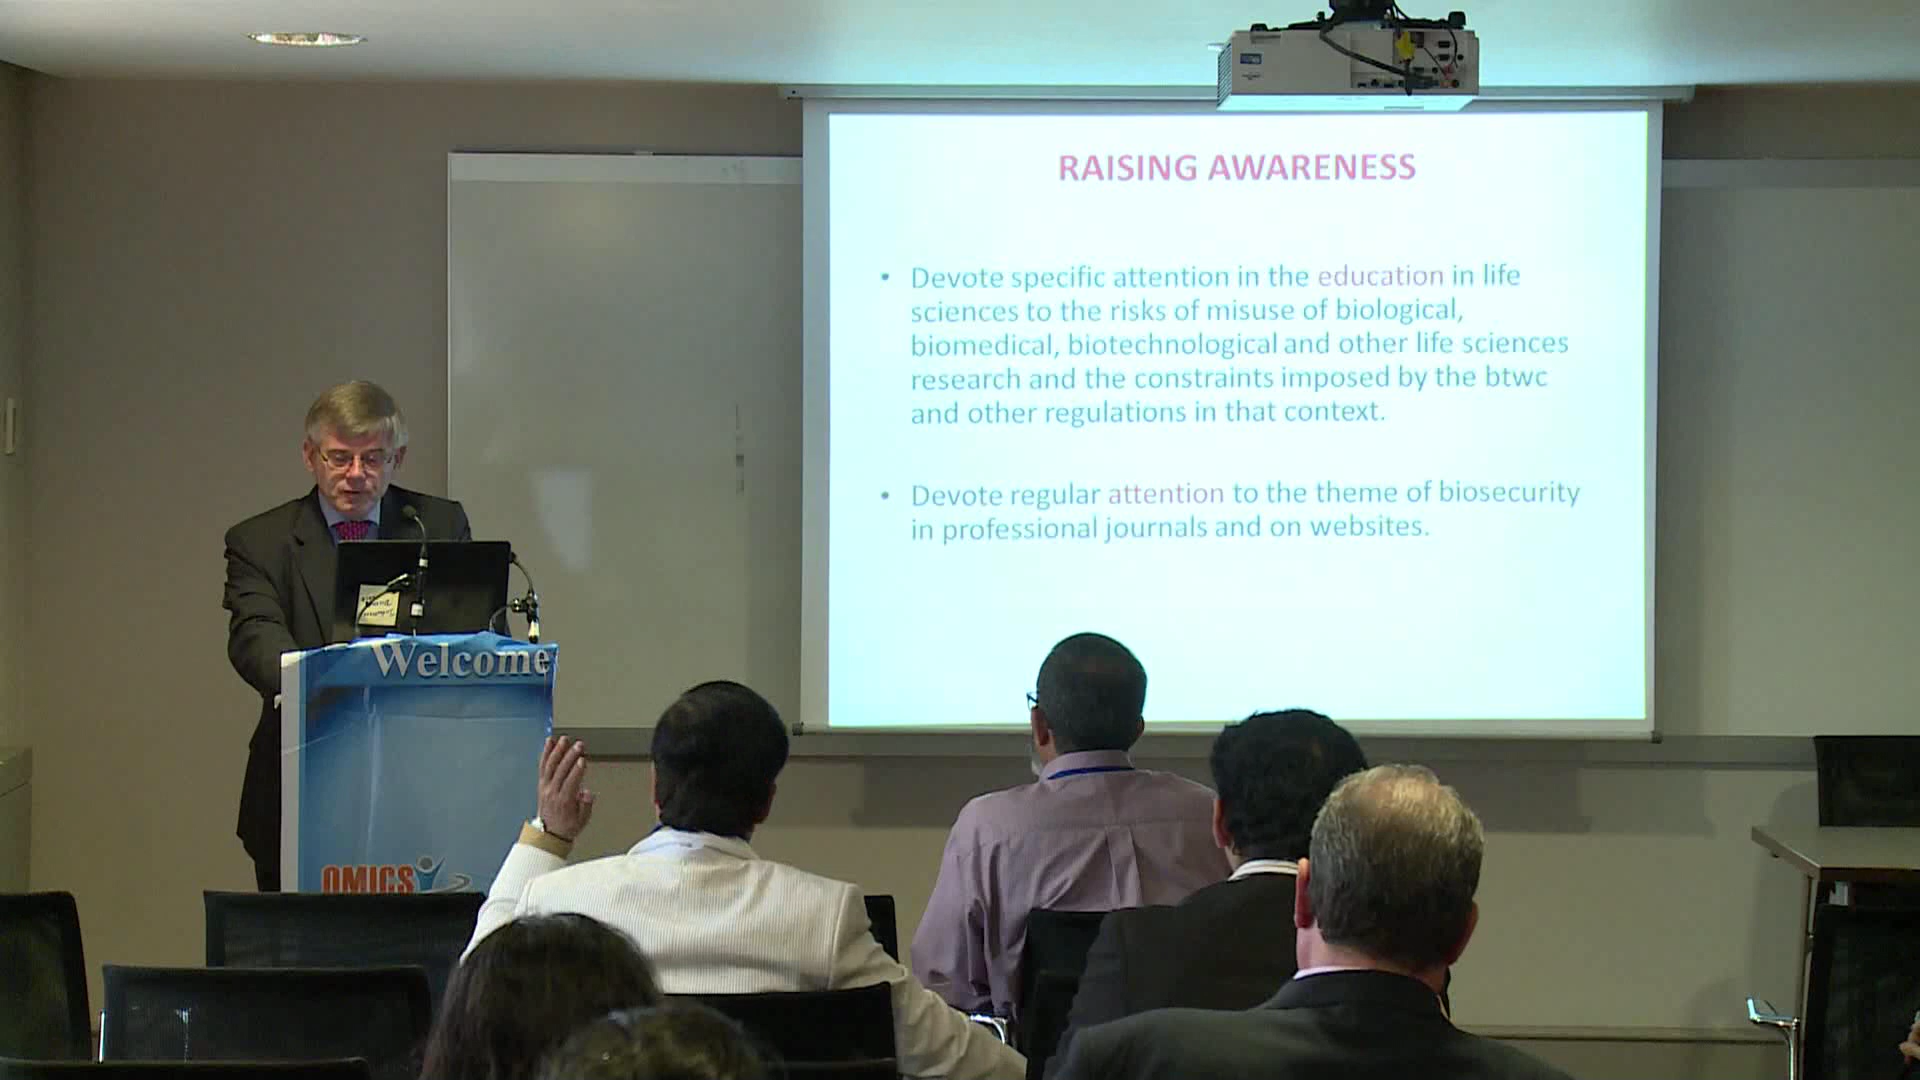 RAISING AWARENESS
• Devote specific attention in the education in life
sciences to the risks of misuse of biological,
biomedical, biotechnological and other life sciences
research and the constraints imposed by the btwc
and other regulations in that context.
• Devote regular attention to the theme of biosecurity
in professional journals and on websites.
Welcome
OMICS